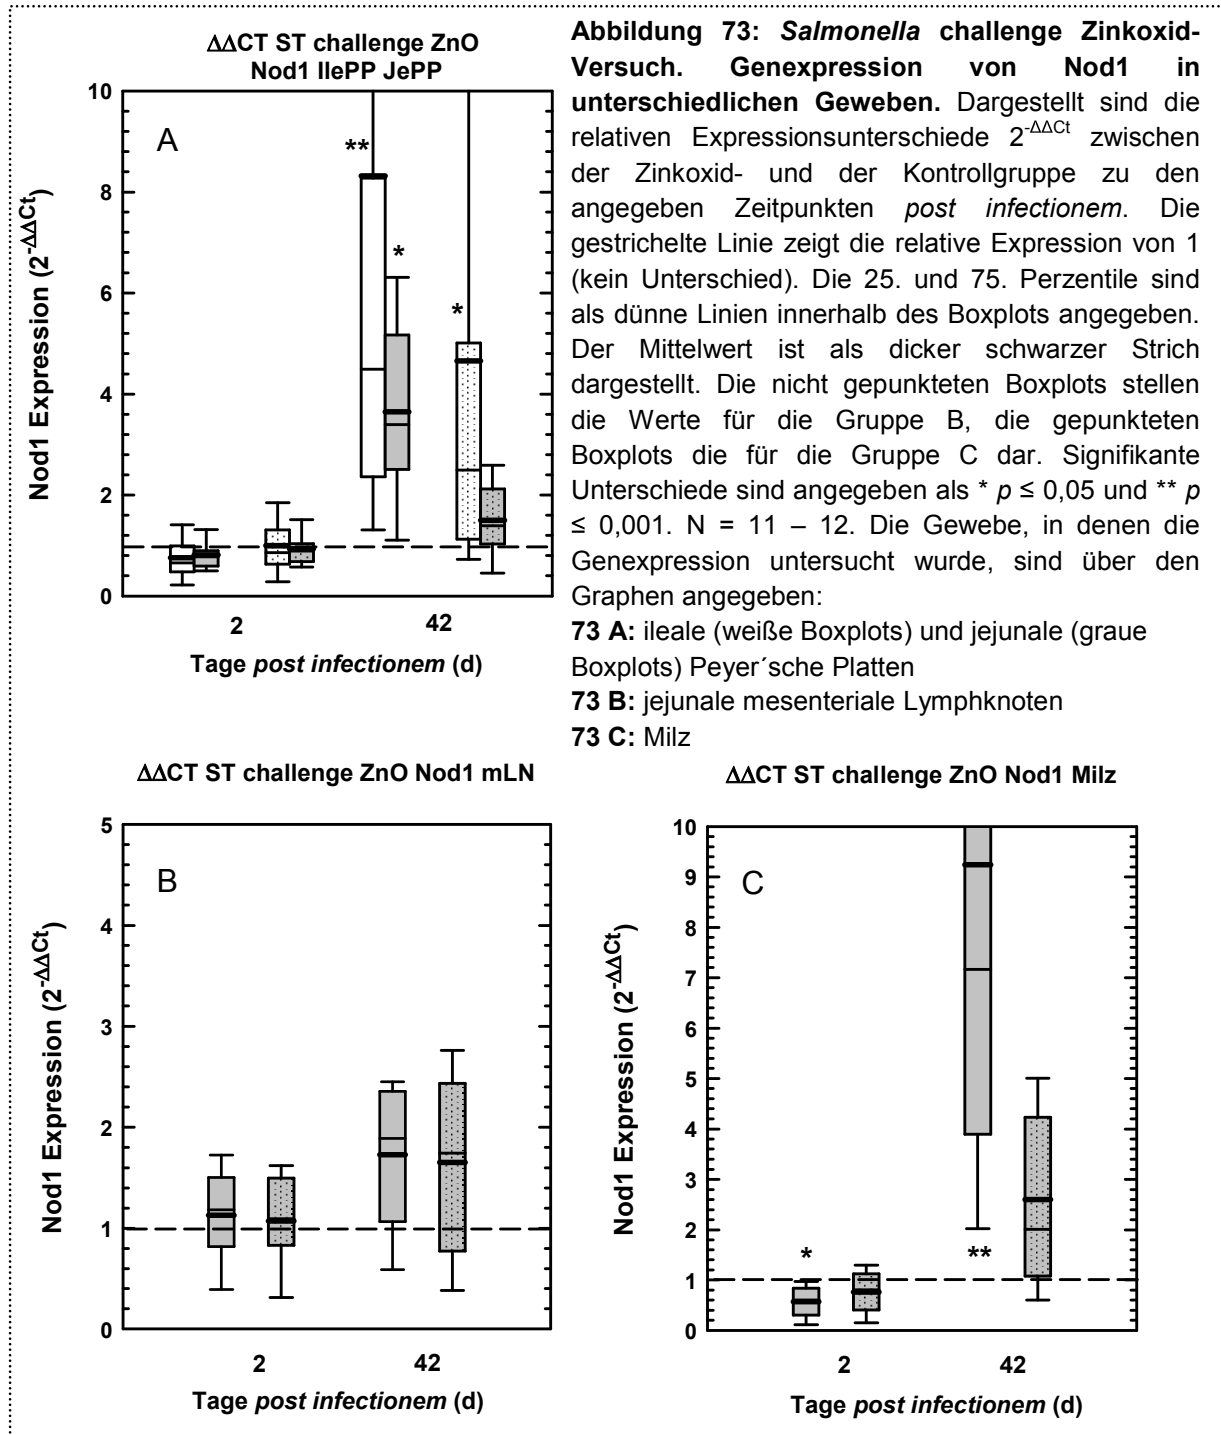 ΔΔCT ST challenge ZnO
Nod1 IlePP JePP
10
8
6
4
2
0
A
**
*
*
2
42
Nod1 Expression (2^-ΔΔCt)
Tage post infectionem (d)
Abbildung 73: Salmonella challenge Zinkoxid-
Versuch. Genexpression von Nod1 in
unterschiedlichen Geweben. Dargestellt sind die
relativen Expressionsunterschiede 2^-ΔΔCt zwischen
der Zinkoxid- und der Kontrollgruppe zu den
angegeben Zeitpunkten post infectionem. Die
gestrichelte Linie zeigt die relative Expression von 1
(kein Unterschied). Die 25. und 75. Perzentile sind
als dünne Linien innerhalb des Boxplots angegeben.
Der Mittelwert ist als dicker schwarzer Strich
dargestellt. Die nicht gepunkteten Boxplots stellen
die Werte für die Gruppe B, die gepunkteten
Boxplots die für die Gruppe C dar. Signifikante
Unterschiede sind angegeben als * p ≤ 0,05 und ** p
≤ 0,001. N = 11 – 12. Die Gewebe, in denen die
Genexpression untersucht wurde, sind über den
Graphen angegeben:
73 A: ileale (weiße Boxplots) und jejunale (graue
Boxplots) Peyer´sche Platten
73 B: jejunale mesenteriale Lymphknoten
73 C: Milz
ΔΔCT ST challenge ZnO Nod1 mLN
5
4
3
2
1
0
B
2
42
Nod1 Expression (2^-ΔΔCt)
Tage post infectionem (d)
ΔΔCT ST challenge ZnO Nod1 Milz
10
9
8
7
6
5
4
3
2
1
0
C
*
**
2
42
Nod1 Expression (2^-ΔΔCt)
Tage post infectionem (d)